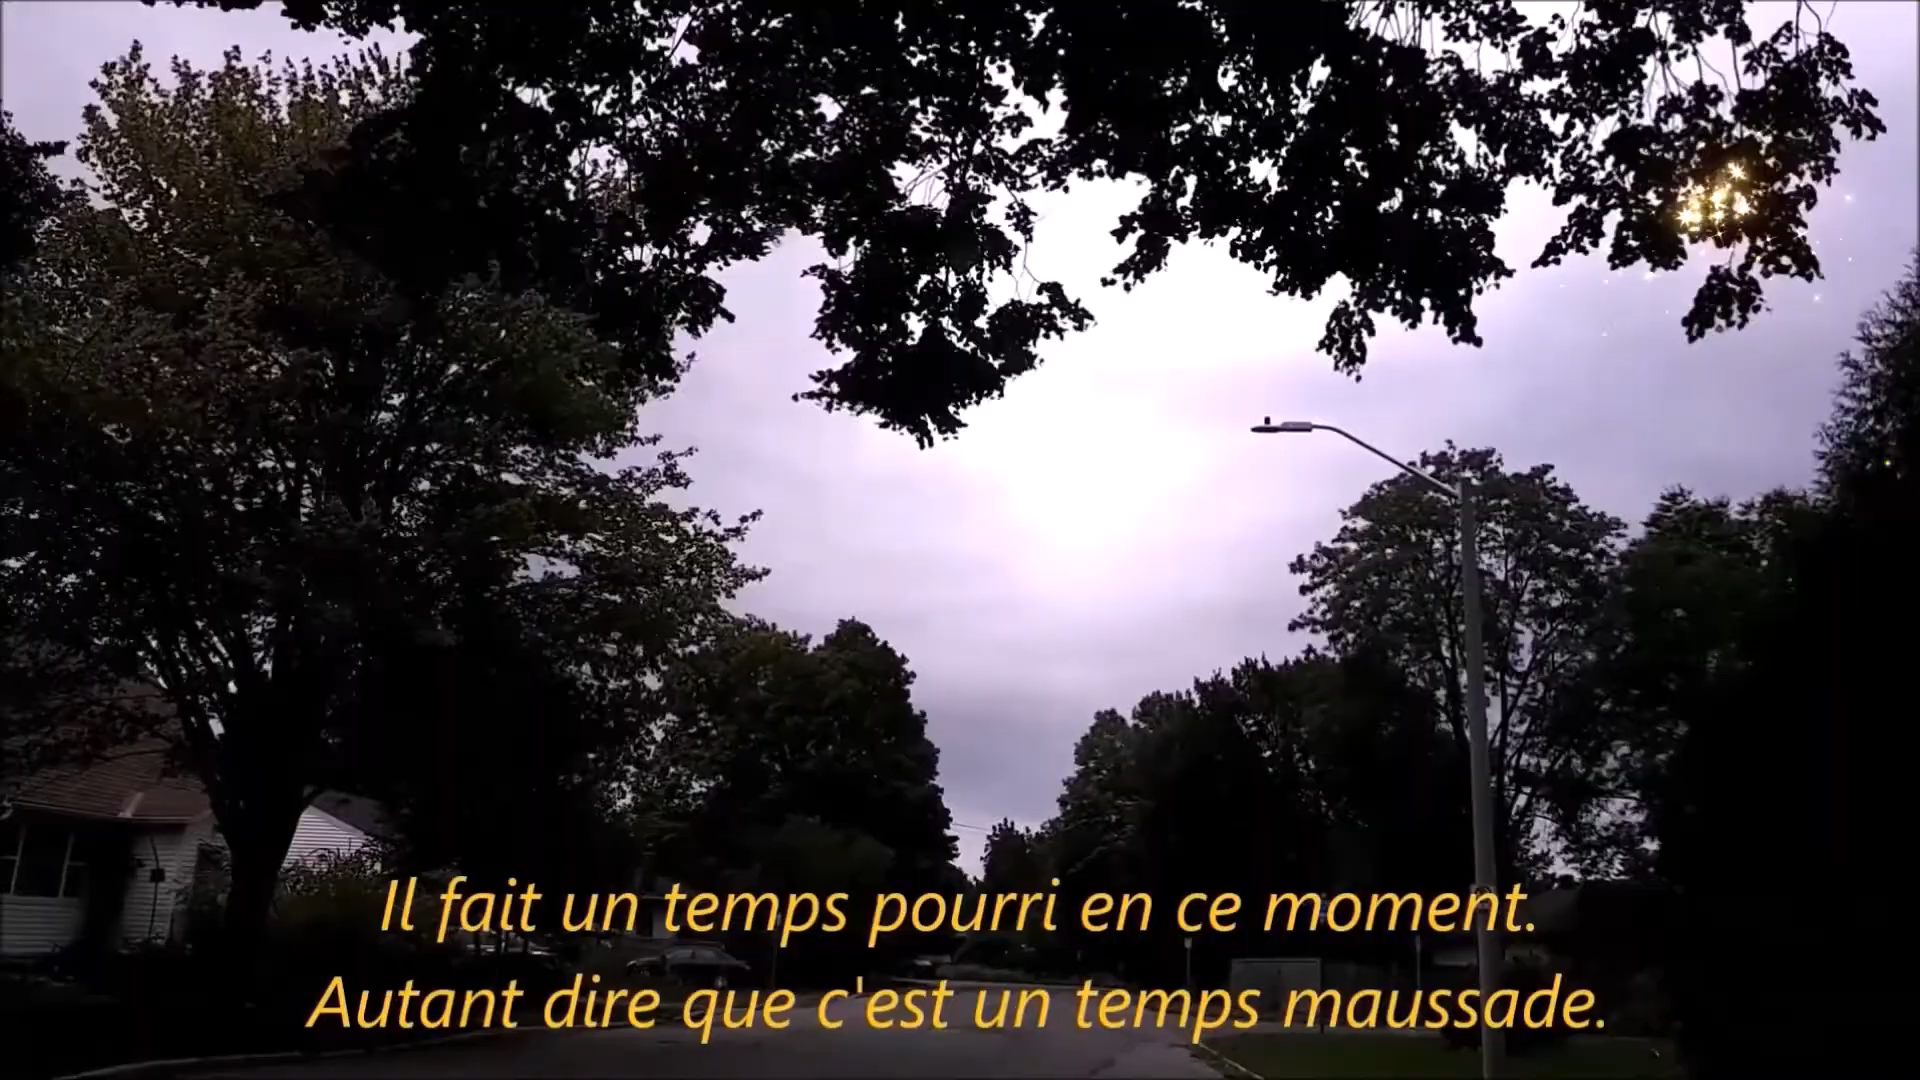 Il fait un temps pourri en ce moment.
Autant dire que c'est un temps maussade.